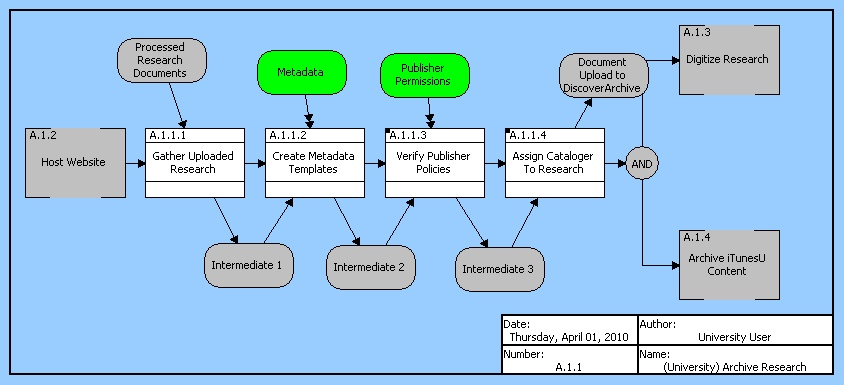 Processed
Research
Documents
Metadata
Publisher
Permissions
Document
Upload to
DiscoverArchive
A.1.3
Digitize Research
A.1.2
Host Website
A.1.1.1
Gather Uploaded
Research
A.1.1.2
Create Metadata
Templates
A.1.1.3
Verify Publisher
Policies
A.1.1.4
Assign Cataloger
To Research
AND
Intermediate 1
Intermediate 2
Intermediate 3
A.1.4
Archive iTunesU
Content
Date:
Thursday, April 01, 2010
Author:
University User
Number:
A.1.1
Name:
(University) Archive Research